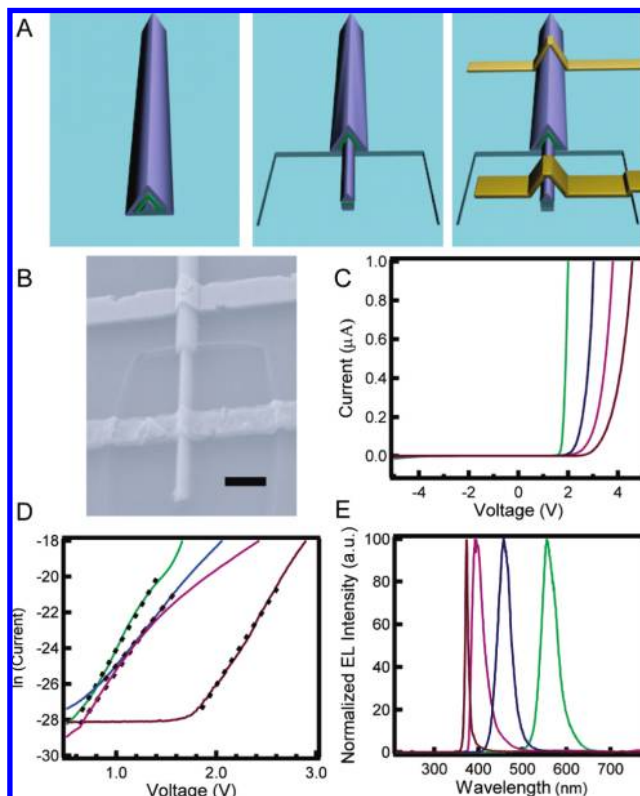 A
B
C
1.0
0.8
0.6
0.4
0.2
0.0
Current (µA)
-4 -2 0 2 4
Voltage (V)
D
-18
-20
-22
-24
-26
-28
-30
ln (Current)
1.0 2.0 3.0
Voltage (V)
E
100
80
60
40
20
0
Normalized EL Intensity (a.u.)
300 400 500 600 700
Wavelength (nm)